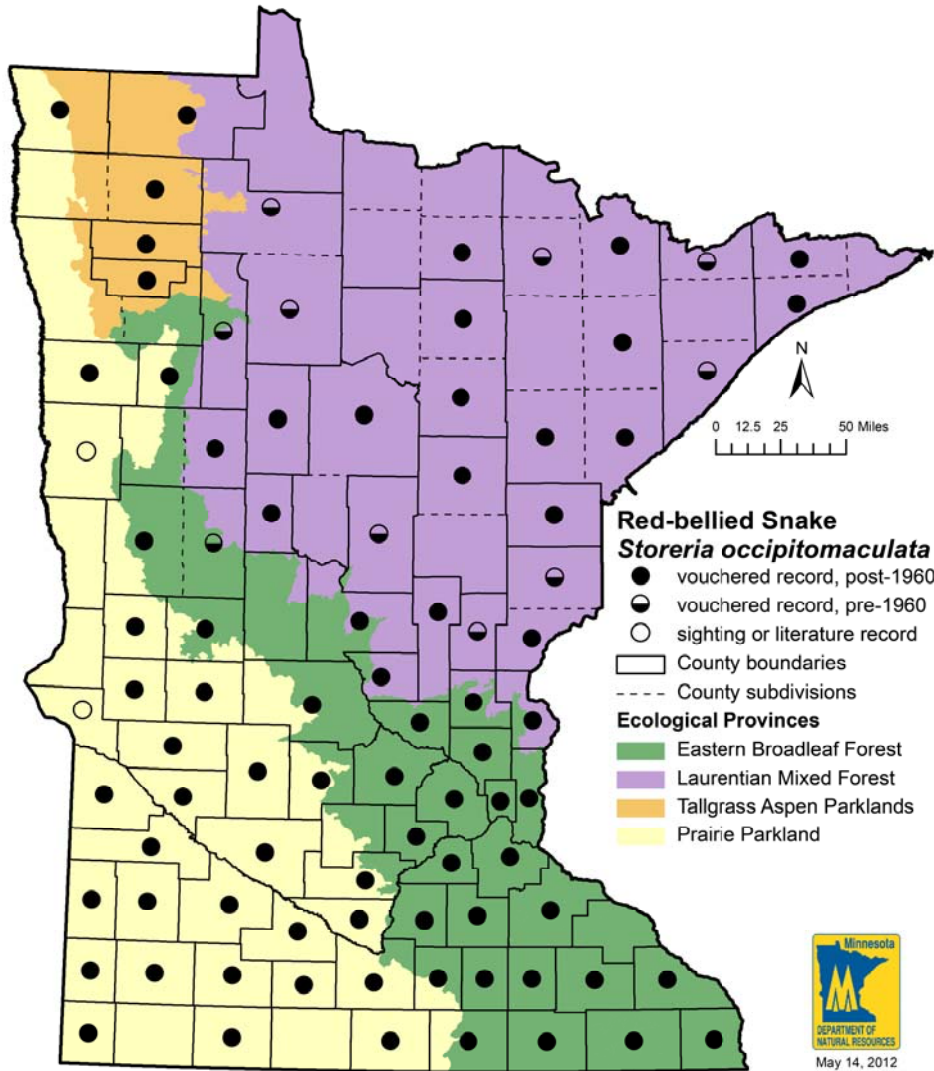 N
0 12.5 25 50 Miles
Red-bellied Snake
Storeria occipitomaculata
vouchered record, post-1960
vouchered record, pre-1960
sighting or literature record
County boundaries
County subdivisions
Ecological Provinces
Eastern Broadleaf Forest
Laurentian Mixed Forest
Tallgrass Aspen Parklands
Prairie Parkland
Minnesota
DEPARTMENT OF
NATURAL RESOURCES
May 14, 2012